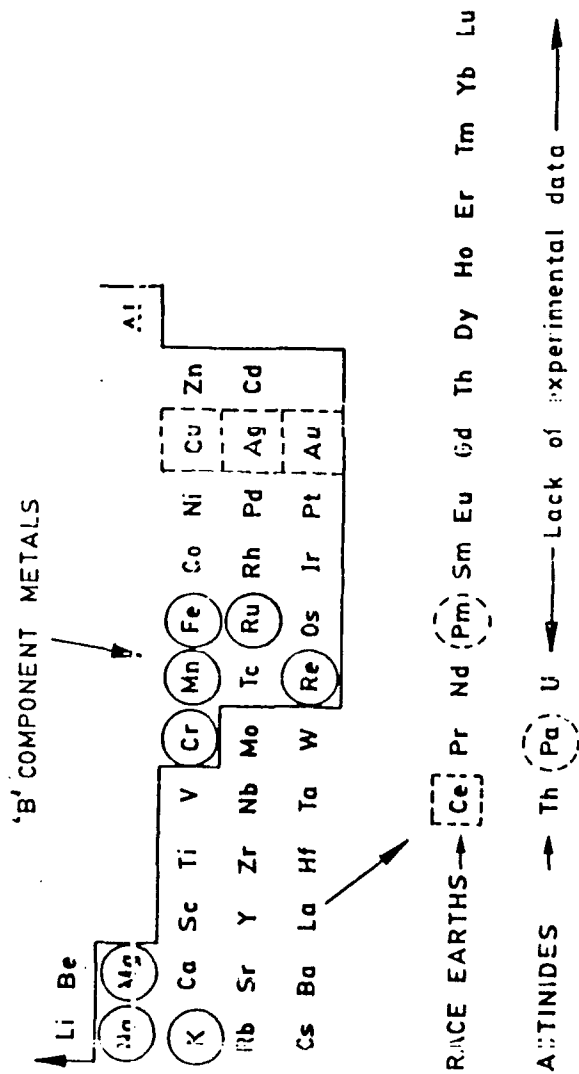 'B' COMPONENT METALS
Li Be
Na Mg Al
K Ca Sc Ti V Cr Mn Fe Co Ni Cu Zn
Rb Sr Y Zr Nb Mo Tc Ru Rh Pd Ag Cd
Cs Ba La Hf Ta W Re Os Ir Pt Au
RARE EARTHS Ce Pr Nd Pm Sm Eu Gd Th Dy Ho Er Tm Yb Lu
ACTINIDES Th Pa U Lack of experimental data